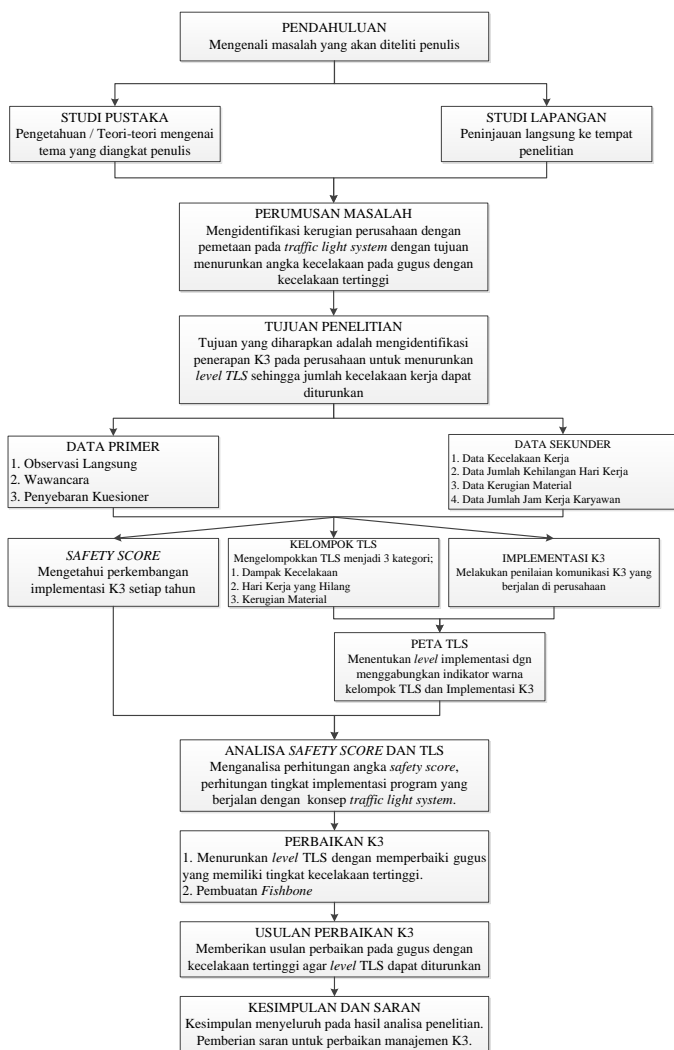 PENDAHULUAN
Mengenali masalah yang akan diteliti penulis
STUDI PUSTAKA
Pengetahuan / Teori-teori mengenai
tema yang diangkat penulis
STUDI LAPANGAN
Peninjauan langsung ke tempat
penelitian
PERUMUSAN MASALAH
Mengidentifikasi kerugian perusahaan dengan
pemetaan pada traffic light system dengan tujuan
menurunkan angka kecelakaan pada gugus dengan
kecelakaan tertinggi
TUJUAN PENELITIAN
Tujuan yang diharapkan adalah mengidentifikasi
penerapan K3 pada perusahaan untuk menurunkan
level TLS sehingga jumlah kecelakaan kerja dapat
diturunkan
DATA PRIMER
1. Observasi Langsung
2. Wawancara
3. Penyebaran Kuesioner
DATA SEKUNDER
1. Data Kecelakaan Kerja
2. Data Jumlah Kehilangan Hari Kerja
3. Data Kerugian Material
4. Data Jumlah Jam Kerja Karyawan
SAFETY SCORE
Mengetahui perkembangan
implementasi K3 setiap tahun
KELOMPOK TLS
Mengelompokkan TLS menjadi 3 kategori;
1. Dampak Kecelakaan
2. Hari Kerja yang Hilang
3. Kerugian Material
IMPLEMENTASI K3
Melakukan penilaian komunikasi K3 yang
berjalan di perusahaan
PETA TLS
Menentukan level implementasi dgn
menggabungkan indikator warna
kelompok TLS dan Implementasi K3
ANALISA SAFETY SCORE DAN TLS
Menganalisa perhitungan angka safety score,
perhitungan tingkat implementasi program yang
berjalan dengan konsep traffic light system.
PERBAIKAN K3
1. Menurunkan level TLS dengan memperbaiki gugus
yang memiliki tingkat kecelakaan tertinggi.
2. Pembuatan Fishbone
USULAN PERBAIKAN K3
Memberikan usulan perbaikan pada gugus dengan
kecelakaan tertinggi agar level TLS dapat diturunkan
KESIMPULAN DAN SARAN
Kesimpulan menyeluruh pada hasil analisa penelitian.
Pemberian saran untuk perbaikan manajemen K3.